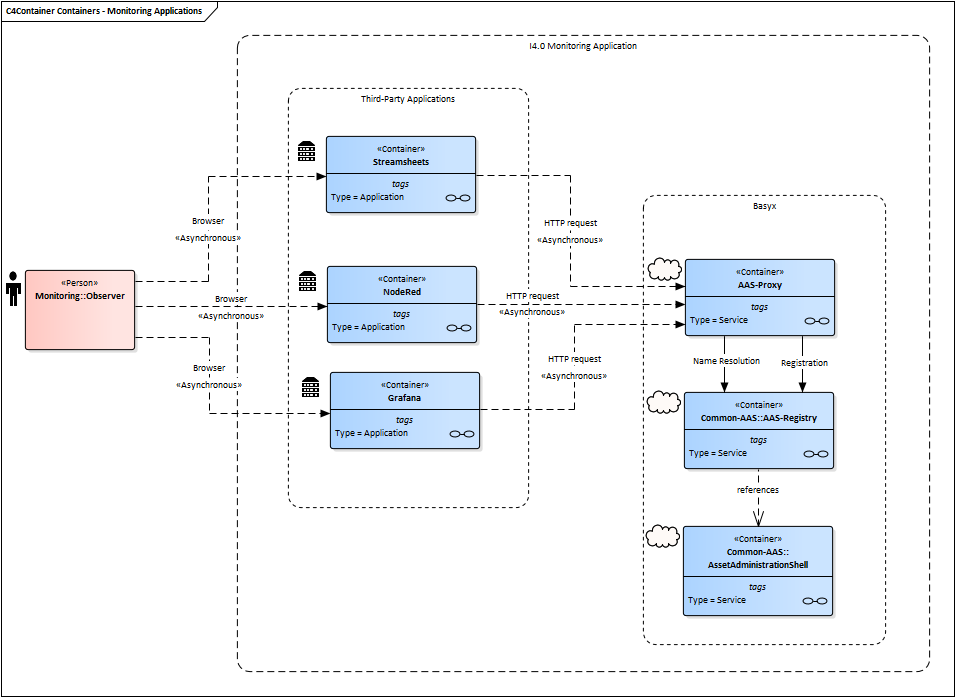 C4Container Containers - Monitoring Applications
I4.0 Monitoring Application
Third-Party Applications
«Container»
Streamsheets
tags
Type = Application
Browser
«Asynchronous»
HTTP request
«Asynchronous»
Basyx
«Person»
Monitoring::Observer
Browser
«Asynchronous»
«Container»
NodeRed
tags
Type = Application
HTTP request
«Asynchronous»
«Container»
AAS-Proxy
tags
Type = Service
Browser
«Asynchronous»
«Container»
Grafana
tags
Type = Application
HTTP request
«Asynchronous»
Name Resolution
Registration
«Container»
Common-AAS::AAS-Registry
tags
Type = Service
references
«Container»
Common-AAS::
AssetAdministrationShell
tags
Type = Service